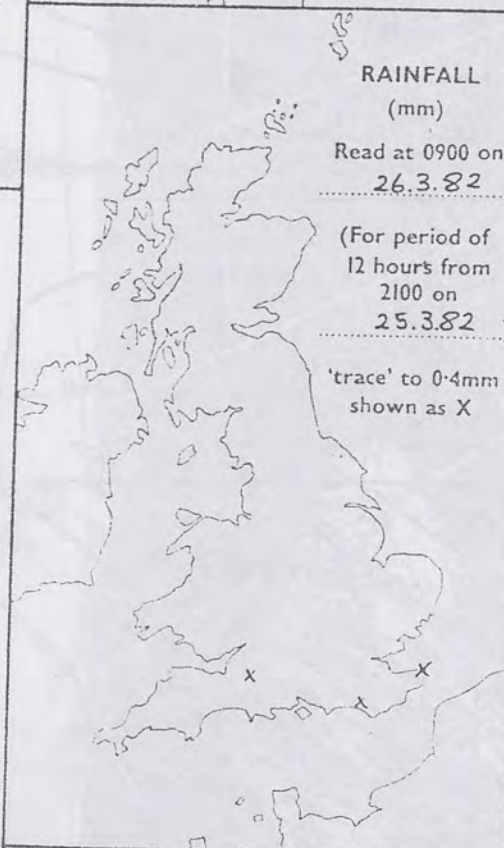 RAINFALL
(mm)
Read at 0900 on
26.3.82
(For period of
12 hours from
2100 on
25.3.82
'trace' to 0·4mm
shown as X
X
X
X